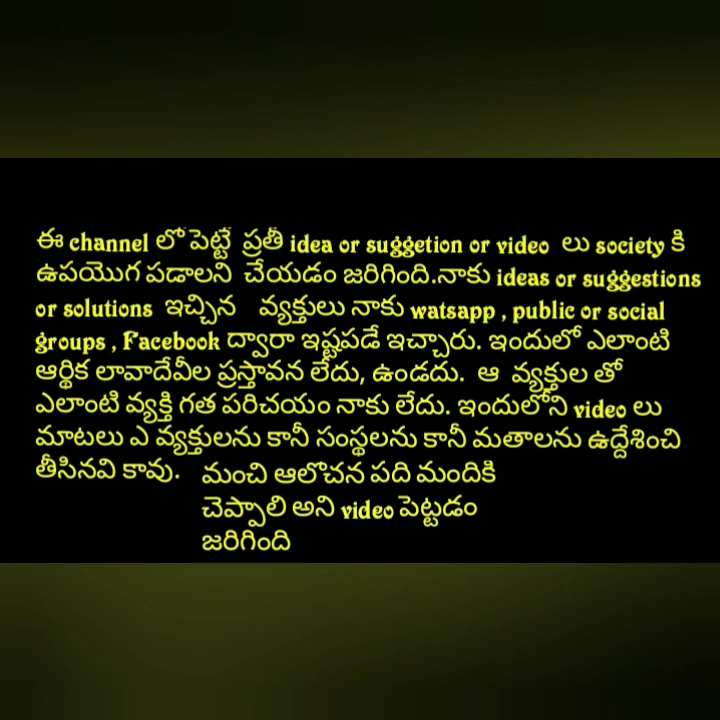 ఈ channel లో పెట్టే ప్రతీ idea or suggetion or video లు society కి
ఉపయొగ పడాలని చేయడం జరిగింది.నాకు ideas or suggestions
or solutions ఇచ్చిన వ్యక్తులు నాకు watsapp , public or social
groups , Facebook ద్వారా ఇష్టపడే ఇచ్చారు. ఇందులో ఎలాంటి
ఆర్థిక లావాదేవీల ప్రస్తావన లేదు, ఉండదు. ఆ వ్యక్తుల తో
ఎలాంటి వ్యక్తి గత పరిచయం నాకు లేదు. ఇందులోని video లు
మాటలు ఎ వ్యక్తులను కానీ సంస్థలను కానీ మతాలను ఉద్దేశించి
తీసినవి కావు. మంచి ఆలోచన పది మందికి
చెప్పాలి అని video పెట్టడం
జరిగింది